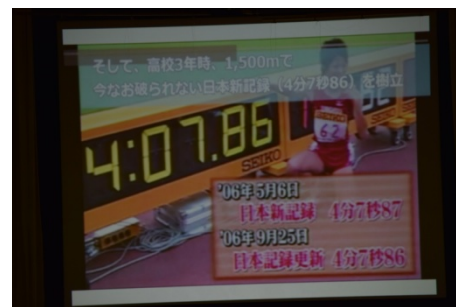 そして、高校3年時、1,500mで
今なお破られない日本新記録（4分7秒86）を樹立
4:07.86
SEIKO
62
'06年5月6日
日本新記録 4分7秒87
'06年9月25日
日本記録更新 4分7秒86